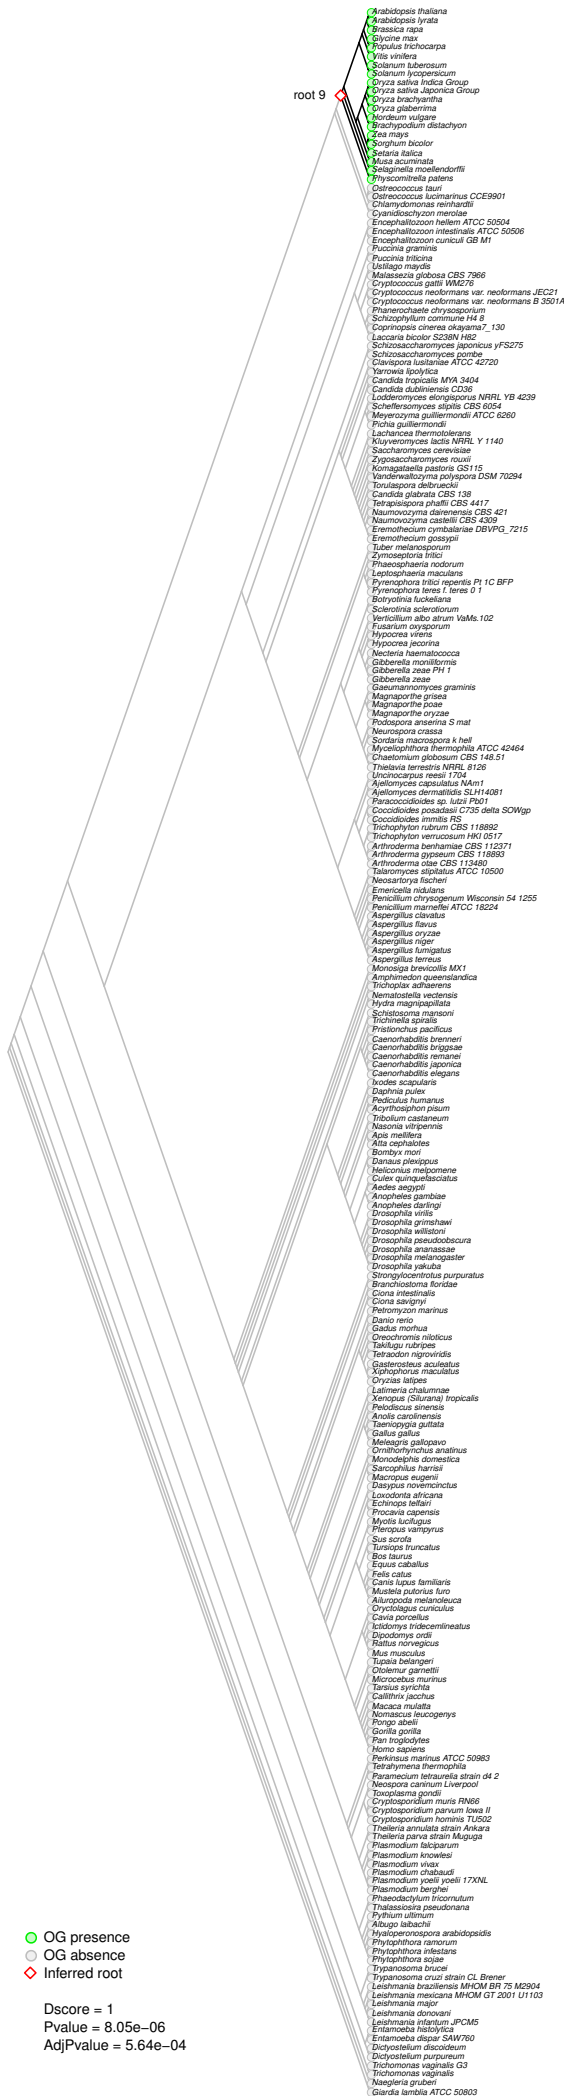 Arabidopsis thaliana
Arabidopsis lyrata
Brassica rapa
Glycine max
Populus trichocarpa
Vitis vinifera
Solanum tuberosum
Solanum lycopersicum
Oryza sativa Indica Group
Oryza sativa Japonica Group
root 9
Oryza brachyantha
Oryza glaberrima
Hordeum vulgare
Brachypodium distachyon
Zea mays
Sorghum bicolor
Setaria italica
Musa acuminata
Selaginella moellendorffii
Physcomitrella patens
Ostreococcus tauri
Ostreococcus lucimarinus CCE9901
Chlamydomonas reinhardtii
Cyanidioschyzon merolae
Encephalitozoon hellem ATCC 50504
Encephalitozoon intestinalis ATCC 50506
Encephalitozoon cuniculi GB M1
Puccinia graminis
Puccinia triticina
Ustilago maydis
Malassezia globosa CBS 7966
Cryptococcus gattii WM276
Cryptococcus neoformans var. neoformans JEC21
Cryptococcus neoformans var. neoformans B 3501A
Phanerochaete chrysosporium
Schizophyllum commune H4 8
Coprinopsis cinerea okayama7_130
Laccaria bicolor S238N H82
Schizosaccharomyces japonicus yFS275
Schizosaccharomyces pombe
Clavispora lusitaniae ATCC 42720
Yarrowia lipolytica
Candida tropicalis MYA 3404
Candida dubliniensis CD36
Lodderomyces elongisporus NRRL YB 4239
Scheffersomyces stipitis CBS 6054
Meyerozyma guilliermondii ATCC 6260
Pichia guilliermondii
Lachancea thermotolerans
Kluyveromyces lactis NRRL Y 1140
Saccharomyces cerevisiae
Zygosaccharomyces rouxii
Komagataella pastoris GS115
Vanderwaltozyma polyspora DSM 70294
Torulaspora delbrueckii
Candida glabrata CBS 138
Tetrapisispora phaffii CBS 4417
Naumovozyma dairenensis CBS 421
Naumovozyma castellii CBS 4309
Eremothecium cymbalariae DBVPG_7215
Eremothecium gossypii
Tuber melanosporum
Zymoseptoria tritici
Phaeosphaeria nodorum
Leptosphaeria maculans
Pyrenophora tritici repentis Pt 1C BFP
Pyrenophora teres f. teres 0 1
Botryotinia fuckeliana
Sclerotinia sclerotiorum
Verticillium albo atrum VaMs.102
Fusarium oxysporum
Hypocrea virens
Hypocrea jecorina
Necteria haematococca
Gibberella moniliformis
Gibberella zeae PH 1
Gibberella zeae
Gaeumannomyces graminis
Magnaporthe grisea
Magnaporthe poae
Magnaporthe oryzae
Podospora anserina S mat
Neurospora crassa
Sordaria macrospora k hell
Myceliophthora thermophila ATCC 42464
Chaetomium globosum CBS 148.51
Thielavia terrestris NRRL 8126
Uncinocarpus reesii 1704
Ajellomyces capsulatus NAm1
Ajellomyces dermatitidis SLH14081
Paracoccidioides sp. lutzii Pb01
Coccidioides posadasii C735 delta SOWgp
Coccidioides immitis RS
Trichophyton rubrum CBS 118892
Trichophyton verrucosum HKI 0517
Arthroderma benhamiae CBS 112371
Arthroderma gypseum CBS 118893
Arthroderma otae CBS 113480
Talaromyces stipitatus ATCC 10500
Neosartorya fischeri
Emericella nidulans
Penicillium chrysogenum Wisconsin 54 1255
Penicillium marneffei ATCC 18224
Aspergillus clavatus
Aspergillus flavus
Aspergillus oryzae
Aspergillus niger
Aspergillus fumigatus
Aspergillus terreus
Monosiga brevicollis MX1
Amphimedon queenslandica
Trichoplax adhaerens
Nematostella vectensis
Hydra magnipapillata
Schistosoma mansoni
Trichinella spiralis
Pristionchus pacificus
Caenorhabditis brenneri
Caenorhabditis briggsae
Caenorhabditis remanei
Caenorhabditis japonica
Caenorhabditis elegans
Ixodes scapularis
Daphnia pulex
Pediculus humanus
Acyrthosiphon pisum
Tribolium castaneum
Nasonia vitripennis
Apis mellifera
Atta cephalotes
Bombyx mori
Danaus plexippus
Heliconius melpomene
Culex quinquefasciatus
Aedes aegypti
Anopheles gambiae
Anopheles darlingi
Drosophila virilis
Drosophila grimshawi
Drosophila willistoni
Drosophila pseudoobscura
Drosophila ananassae
Drosophila melanogaster
Drosophila yakuba
Strongylocentrotus purpuratus
Branchiostoma floridae
Ciona intestinalis
Ciona savignyi
Petromyzon marinus
Danio rerio
Gadus morhua
Oreochromis niloticus
Takifugu rubripes
Tetraodon nigroviridis
Gasterosteus aculeatus
Xiphophorus maculatus
Oryzias latipes
Latimeria chalumnae
Xenopus (Silurana) tropicalis
Pelodiscus sinensis
Anolis carolinensis
Taeniopygia guttata
Gallus gallus
Meleagris gallopavo
Ornithorhynchus anatinus
Monodelphis domestica
Sarcophilus harrisii
Macropus eugenii
Dasypus novemcinctus
Loxodonta africana
Echinops telfairi
Procavia capensis
Myotis lucifugus
Pteropus vampyrus
Sus scrofa
Tursiops truncatus
Bos taurus
Equus caballus
Felis catus
Canis lupus familiaris
Mustela putorius furo
Ailuropoda melanoleuca
Oryctolagus cuniculus
Cavia porcellus
Ictidomys tridecemlineatus
Dipodomys ordii
Rattus norvegicus
Mus musculus
Tupaia belangeri
Otolemur garnettii
Microcebus murinus
Tarsius syrichta
Callithrix jacchus
Macaca mulatta
Nomascus leucogenys
Pongo abelii
Gorilla gorilla
Pan troglodytes
Homo sapiens
Perkinsus marinus ATCC 50983
Tetrahymena thermophila
Paramecium tetraurelia strain d4 2
Neospora caninum Liverpool
Toxoplasma gondii
Cryptosporidium muris RN66
Cryptosporidium parvum Iowa II
Cryptosporidium hominis TU502
Theileria annulata strain Ankara
Theileria parva strain Muguga
Plasmodium falciparum
Plasmodium knowlesi
Plasmodium vivax
Plasmodium chabaudi
Plasmodium yoelii yoelii 17XNL
Plasmodium berghei
Phaeodactylum tricornutum
Thalassiosira pseudonana
Pythium ultimum
Albugo laibachii
Hyaloperonospora arabidopsidis
Phytophthora ramorum
Phytophthora infestans
Phytophthora sojae
Trypanosoma brucei
Trypanosoma cruzi strain CL Brener
Leishmania braziliensis MHOM BR 75 M2904
Leishmania mexicana MHOM GT 2001 U1103
Leishmania major
Leishmania donovani
Leishmania infantum JPCM5
Entamoeba histolytica
Entamoeba dispar SAW760
Dictyostelium discoideum
Dictyostelium purpureum
Trichomonas vaginalis G3
Trichomonas vaginalis
Naegleria gruberi
Giardia lamblia ATCC 50803
OG presence
OG absence
Inferred root
Dscore = 1
Pvalue = 8.05e−06
AdjPvalue = 5.64e−04